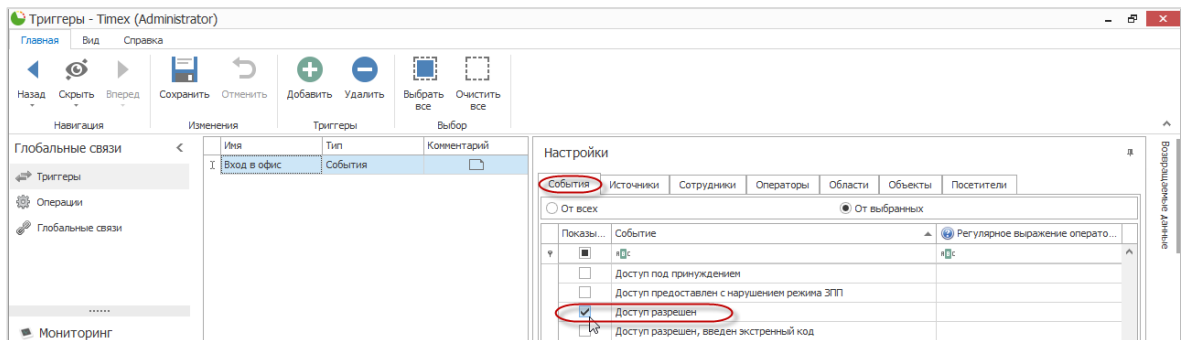 Триггеры - Timex (Administrator)
Главная Вид Справка
Назад Скрыть Вперед Сохранить Отменить Добавить Удалить Выбрать все Очистить все
Навигация Изменения Триггеры Выбор
Глобальные связи
Триггеры
Операции
Глобальные связи
Мониторинг
Имя Тип Комментарий
Вход в офис События
Настройки
События Источники Сотрудники Операторы Области Объекты Посетители
От всех От выбранных
Показы... Событие Регулярное выражение операто...
Доступ под принуждением
Доступ предоставлен с нарушением режима ЗПП
Доступ разрешен
Доступ разрешен, введен экстренный код
Возвращаемые данные